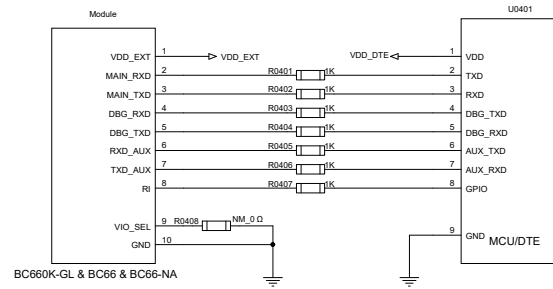 Module
U0401
VDD_EXT 1 VDD_EXT VDD_DTE 1 VDD
MAIN_RXD 2 R0401 1K 2 TXD
MAIN_TXD 3 R0402 1K 3 RXD
DBG_RXD 4 R0403 1K 4 DBG_TXD
DBG_TXD 5 R0404 1K 5 DBG_RXD
RXD_AUX 6 R0405 1K 6 AUX_TXD
TXD_AUX 7 R0406 1K 7 AUX_RXD
RI 8 R0407 1K 8 GPIO
VIO_SEL 9 R0408 NM_0 Ω
9 GND
GND 10
MCU/DTE
BC660K-GL & BC66 & BC66-NA